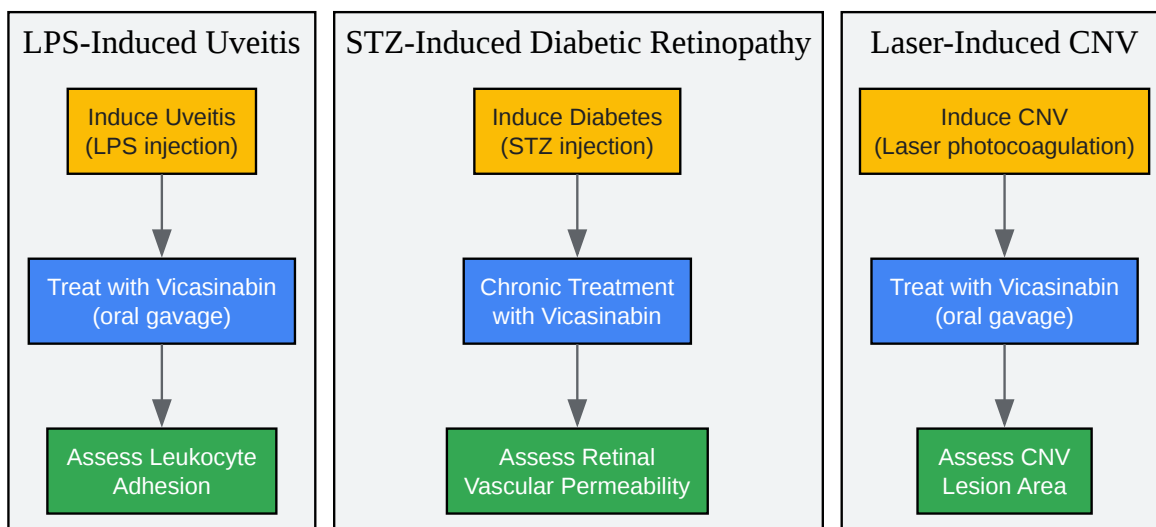 LPS-Induced Uveitis
Induce Uveitis
(LPS injection)
Treat with Vicasinabin
(oral gavage)
Assess Leukocyte
Adhesion
STZ-Induced Diabetic Retinopathy
Induce Diabetes
(STZ injection)
Chronic Treatment
with Vicasinabin
Assess Retinal
Vascular Permeability
Laser-Induced CNV
Induce CNV
(Laser photocoagulation)
Treat with Vicasinabin
(oral gavage)
Assess CNV
Lesion Area